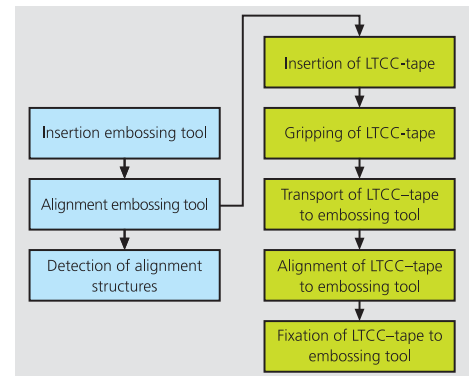 Insertion embossing tool
Alignment embossing tool
Detection of alignment
structures
Insertion of LTCC-tape
Gripping of LTCC-tape
Transport of LTCC–tape
to embossing tool
Alignment of LTCC–tape
to embossing tool
Fixation of LTCC–tape to
embossing tool